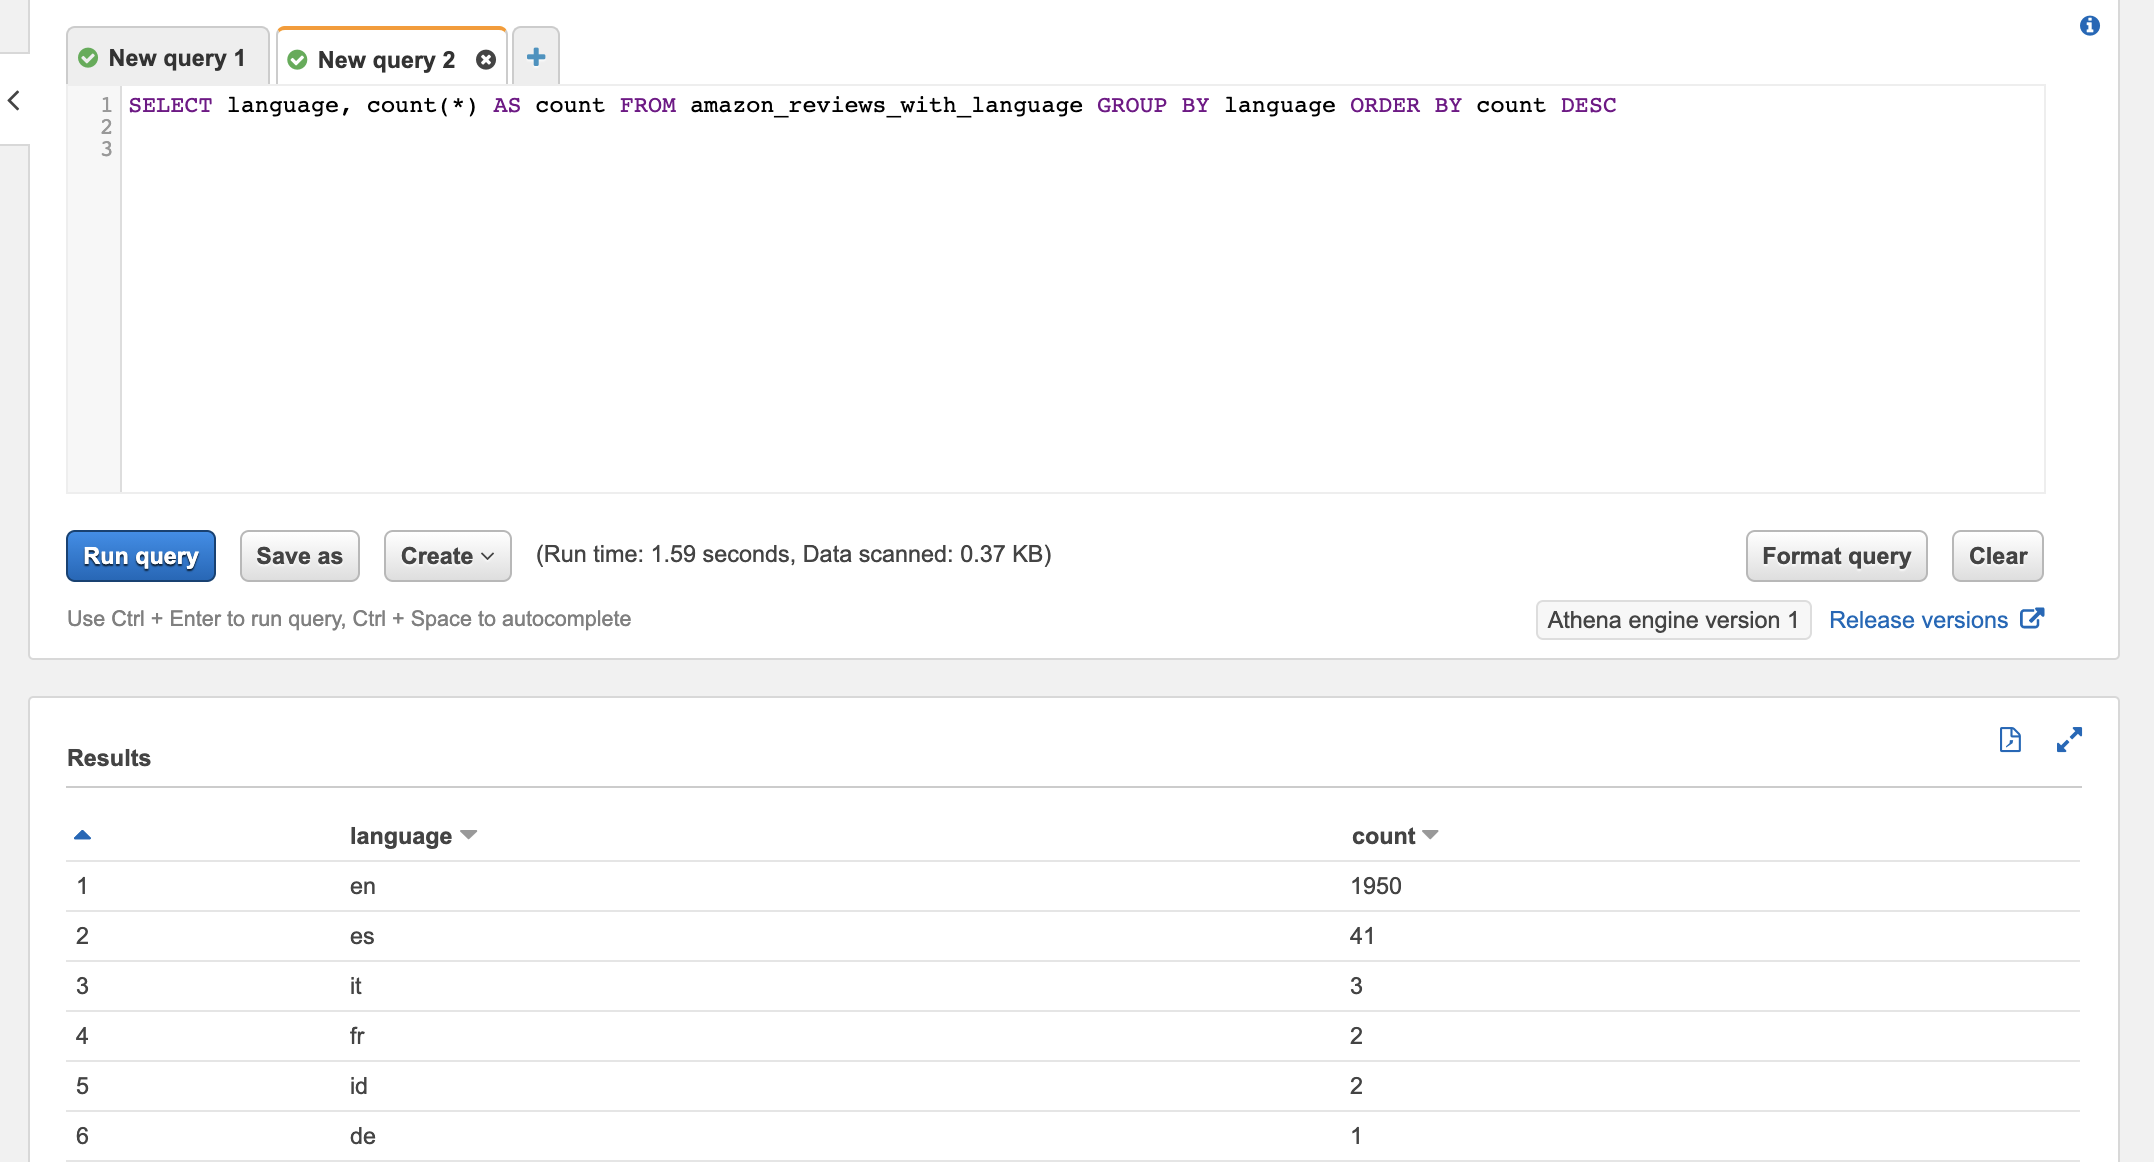 New query 1 New query 2
1 SELECT language, count(*) AS count FROM amazon_reviews_with_language GROUP BY language ORDER BY count DESC
2
3
Run query Save as Create (Run time: 1.59 seconds, Data scanned: 0.37 KB) Format query Clear
Use Ctrl + Enter to run query, Ctrl + Space to autocomplete Athena engine version 1 Release versions
Results
language count
1 en 1950
2 es 41
3 it 3
4 fr 2
5 id 2
6 de 1